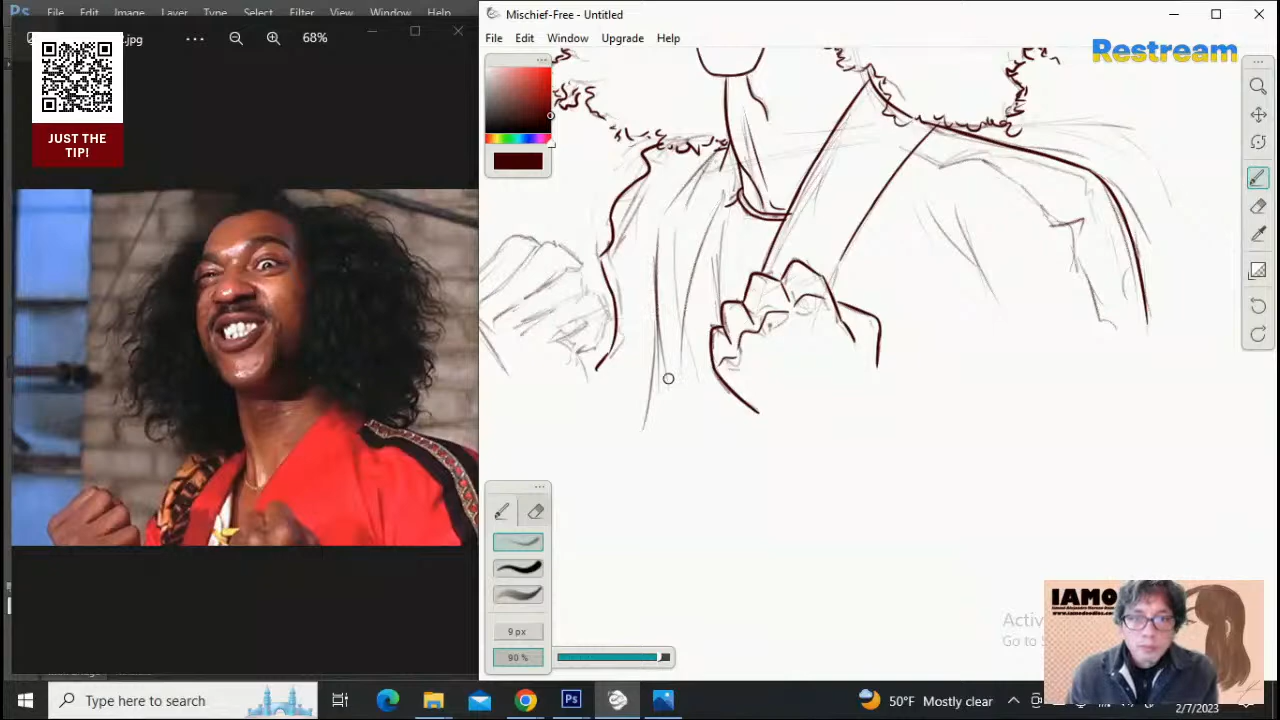 Ps File Edit Image Layer Type Select Filter View Window Help
.jpg
68%
JUST THE
TIP!
Mischief-Free - Untitled
File Edit Window Upgrade Help
Restream
9 px
90 %
Activ
Go to S
IAMO
Type here to search
Ps
50°F Mostly clear
2/7/2023